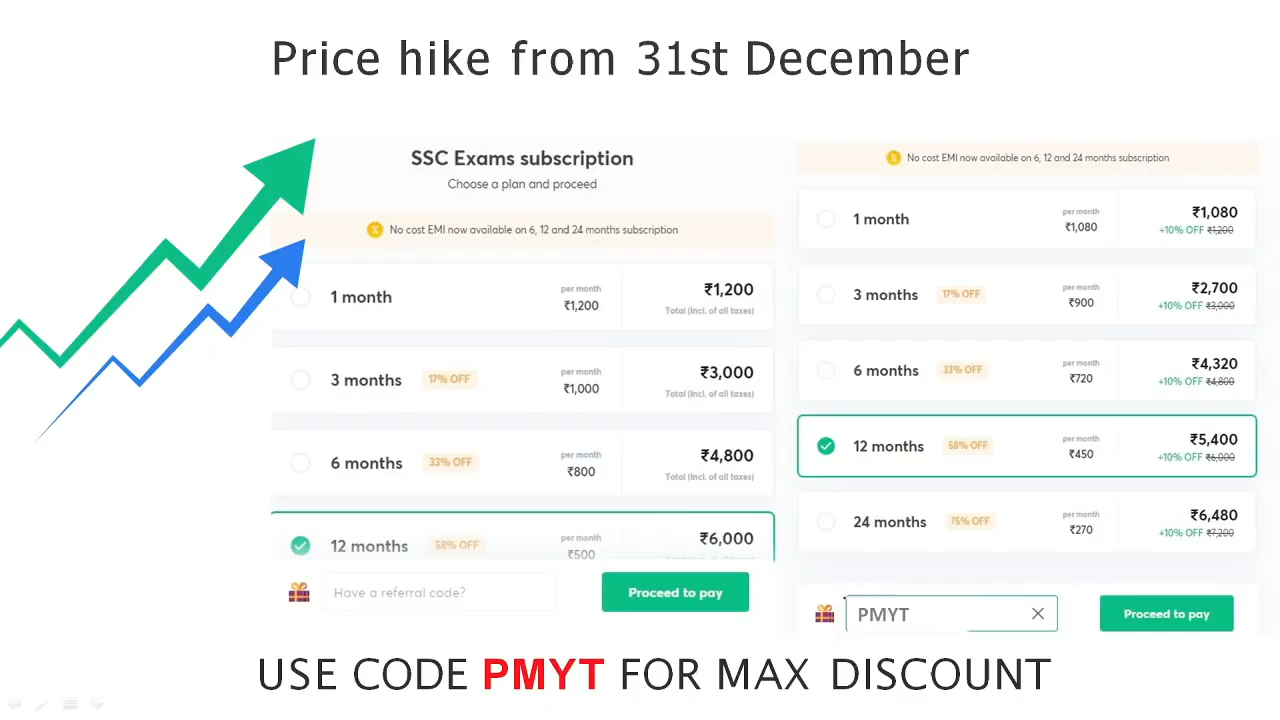 Price hike from 31st December
SSC Exams subscription
Choose a plan and proceed
No cost EMI now available on 6, 12 and 24 months subscription
1 month
per month
₹1,200
₹1,200
Total (Incl. of all taxes)
3 months
17% OFF
per month
₹1,000
₹3,000
Total (Incl. of all taxes)
6 months
33% OFF
per month
₹800
₹4,800
Total (Incl. of all taxes)
12 months
58% OFF
per month
₹500
₹6,000
Total (Incl. of all taxes)
Have a referral code?
Proceed to pay
No cost EMI now available on 6, 12 and 24 months subscription
1 month
per month
₹1,080
₹1,080
+10% OFF ₹1,200
3 months
17% OFF
per month
₹900
₹2,700
+10% OFF ₹3,000
6 months
33% OFF
per month
₹720
₹4,320
+10% OFF ₹4,800
12 months
58% OFF
per month
₹450
₹5,400
+10% OFF ₹6,000
24 months
75% OFF
per month
₹270
₹6,480
+10% OFF ₹7,200
PMYT
Proceed to pay
USE CODE PMYT FOR MAX DISCOUNT